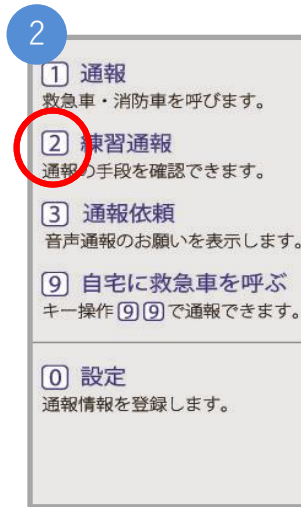 2
1 通報
救急車・消防車を呼びます。
2 練習通報
通報の手段を確認できます。
3 通報依頼
音声通報のお願いを表示します。
9 自宅に救急車を呼ぶ
キー操作99で通報できます。
0 設定
通報情報を登録します。